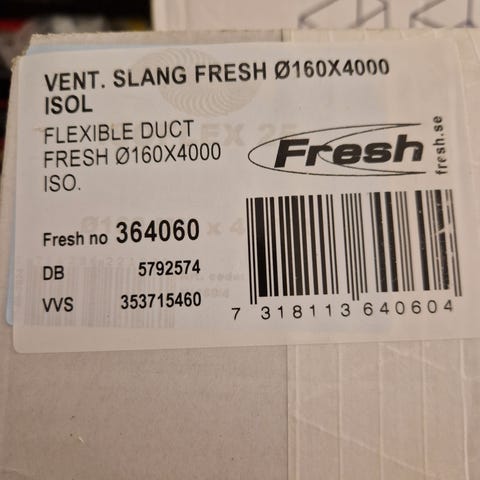 VENT. SLANG FRESH Ø160X4000
ISOL
FLEXIBLE DUCT
FRESH Ø160X4000
ISO.
Fresh
fresh.se
Fresh no 364060
DB 5792574
VVS 353715460
7 318113 640604